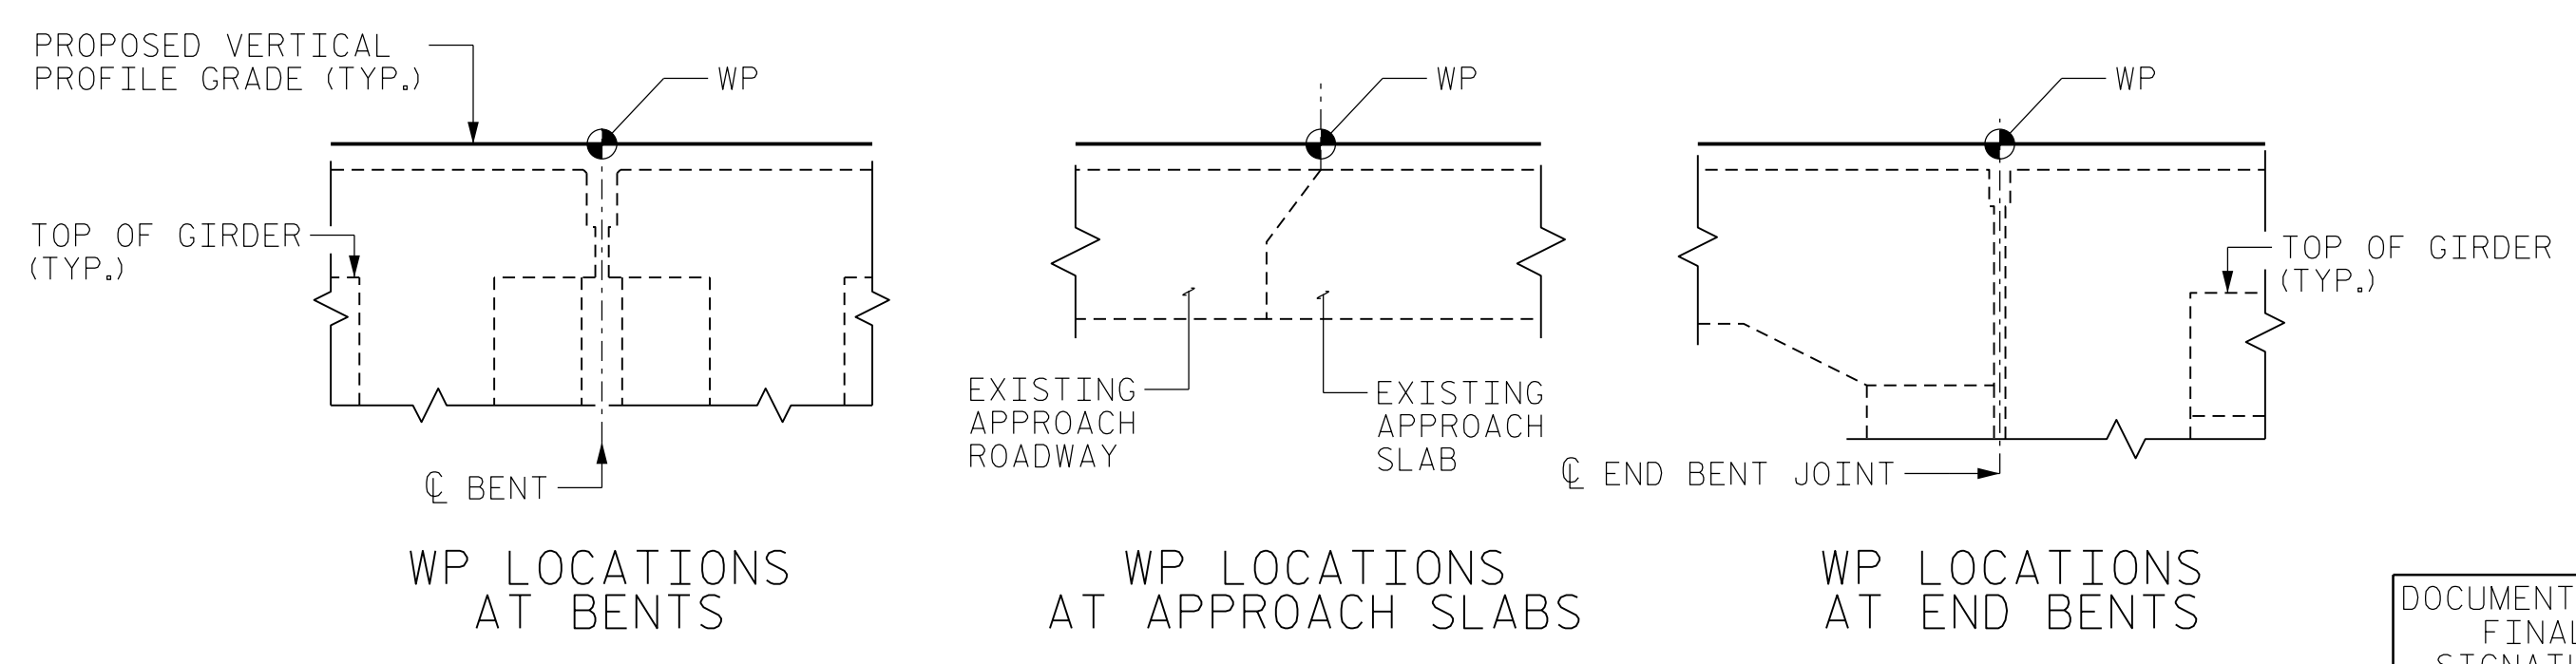 PROPOSED VERTICAL
PROFILE GRADE (TYP.)
WP
TOP OF GIRDER
(TYP.)
℄ BENT
WP LOCATIONS
AT BENTS
WP
EXISTING
APPROACH
ROADWAY
EXISTING
APPROACH
SLAB
WP LOCATIONS
AT APPROACH SLABS
WP
TOP OF GIRDER
(TYP.)
℄ END BENT JOINT
WP LOCATIONS
AT END BENTS
DOCUMENT